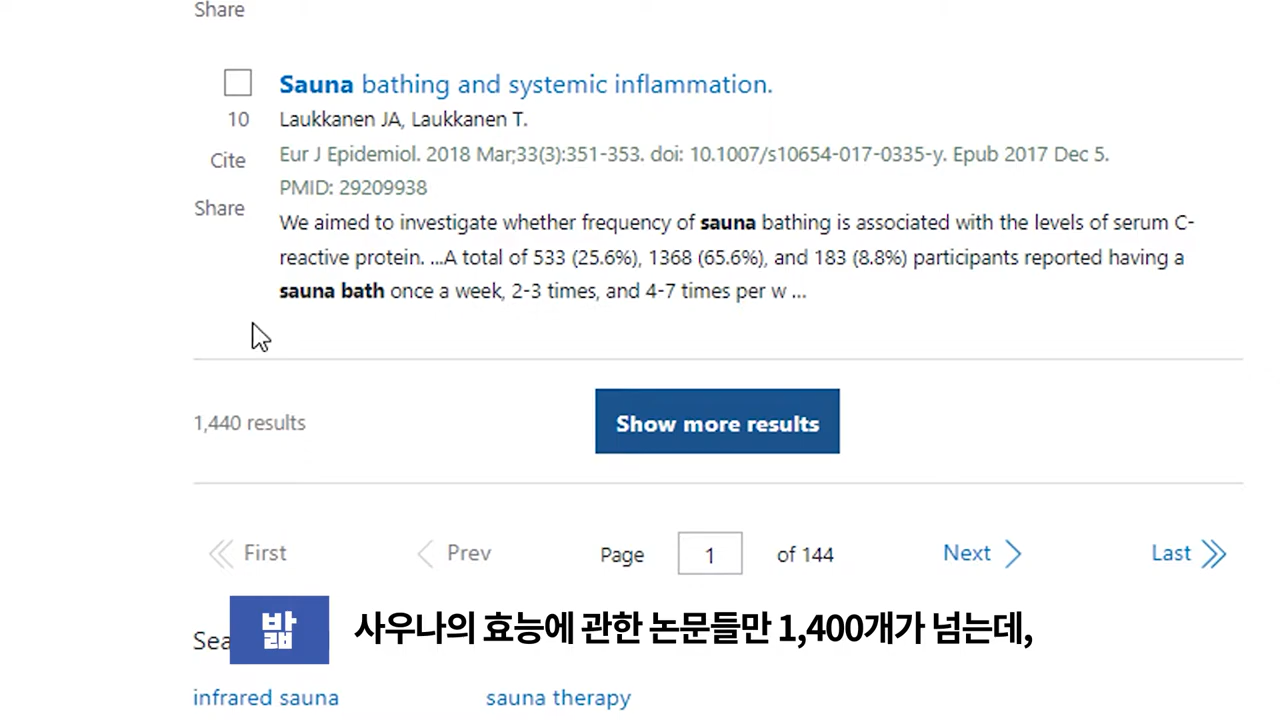 Share
Sauna bathing and systemic inflammation.
10
Laukkanen JA, Laukkanen T.
Cite
Eur J Epidemiol. 2018 Mar;33(3):351-353. doi: 10.1007/s10654-017-0335-y. Epub 2017 Dec 5.
PMID: 29209938
Share
We aimed to investigate whether frequency of sauna bathing is associated with the levels of serum C-
reactive protein. ...A total of 533 (25.6%), 1368 (65.6%), and 183 (8.8%) participants reported having a
sauna bath once a week, 2-3 times, and 4-7 times per w ...
1,440 results
Show more results
First
Prev
Page 1 of 144
Next
Last
밞 사우나의 효능에 관한 논문들만 1,400개가 넘는데,
infrared sauna
sauna therapy